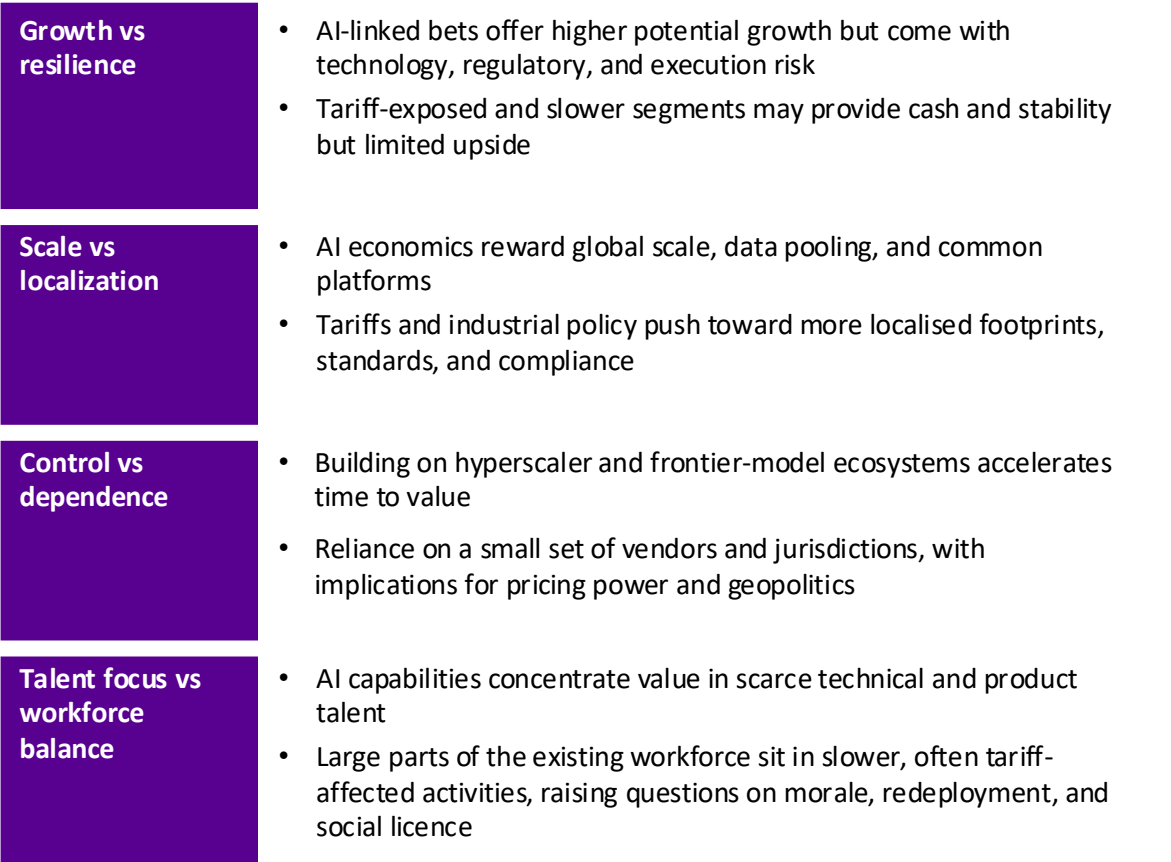 Growth vs
resilience
• AI-linked bets offer higher potential growth but come with
technology, regulatory, and execution risk
• Tariff-exposed and slower segments may provide cash and stability
but limited upside
Scale vs
localization
• AI economics reward global scale, data pooling, and common
platforms
• Tariffs and industrial policy push toward more localised footprints,
standards, and compliance
Control vs
dependence
• Building on hyperscaler and frontier-model ecosystems accelerates
time to value
• Reliance on a small set of vendors and jurisdictions, with
implications for pricing power and geopolitics
Talent focus vs
workforce
balance
• AI capabilities concentrate value in scarce technical and product
talent
• Large parts of the existing workforce sit in slower, often tariff-
affected activities, raising questions on morale, redeployment, and
social licence